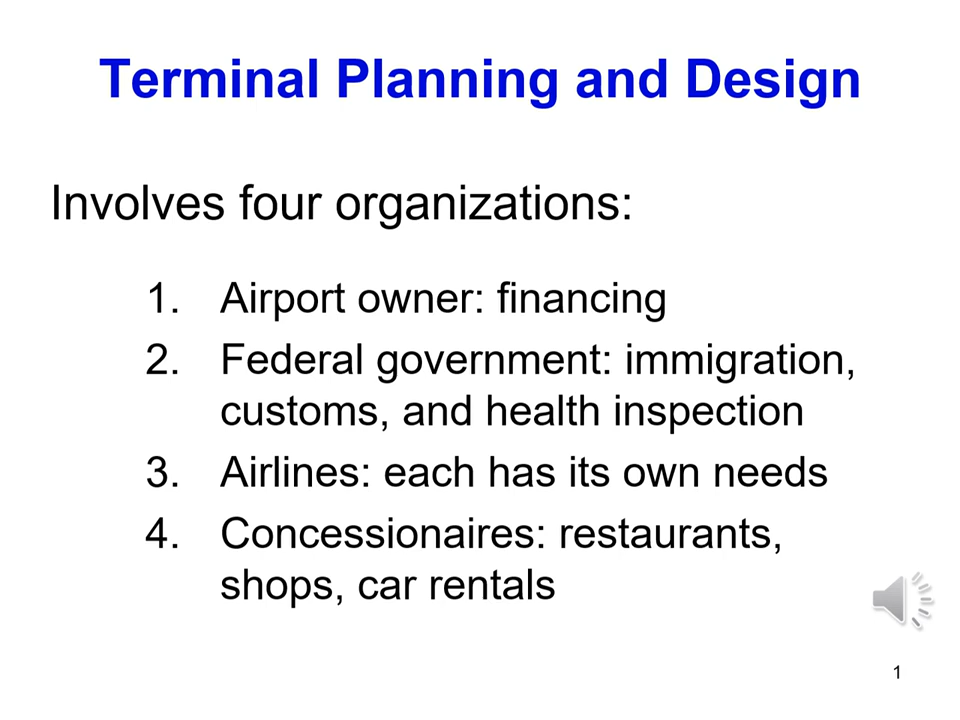 Terminal Planning and Design
Involves four organizations:
1. Airport owner: financing
2. Federal government: immigration,
customs, and health inspection
3. Airlines: each has its own needs
4. Concessionaires: restaurants,
shops, car rentals
1